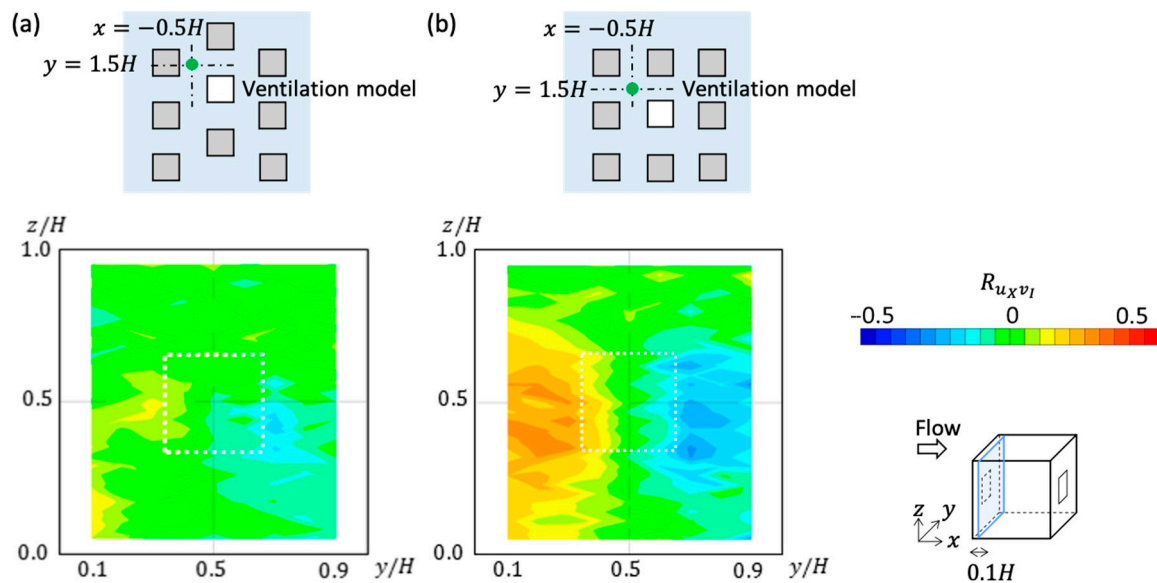 (a)
x = −0.5H
y = 1.5H
Ventilation model
(b)
x = −0.5H
y = 1.5H
Ventilation model
z/H
1.0
0.5
0.0
0.1
0.5
0.9
y/H
z/H
1.0
0.5
0.0
0.1
0.5
0.9
y/H
R_{u_X v_I}
−0.5
0
0.5
Flow
z
y
x
0.1H